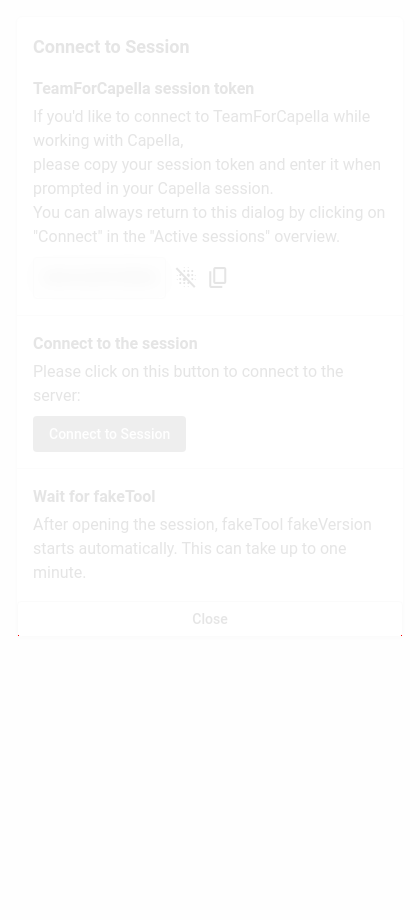 Connect to Session
TeamForCapella session token
If you'd like to connect to TeamForCapella while
working with Capella,
please copy your session token and enter it when
prompted in your Capella session.
You can always return to this dialog by clicking on
"Connect" in the "Active sessions" overview.
Connect to the session
Please click on this button to connect to the
server:
Connect to Session
Wait for fakeTool
After opening the session, fakeTool fakeVersion
starts automatically. This can take up to one
minute.
Close